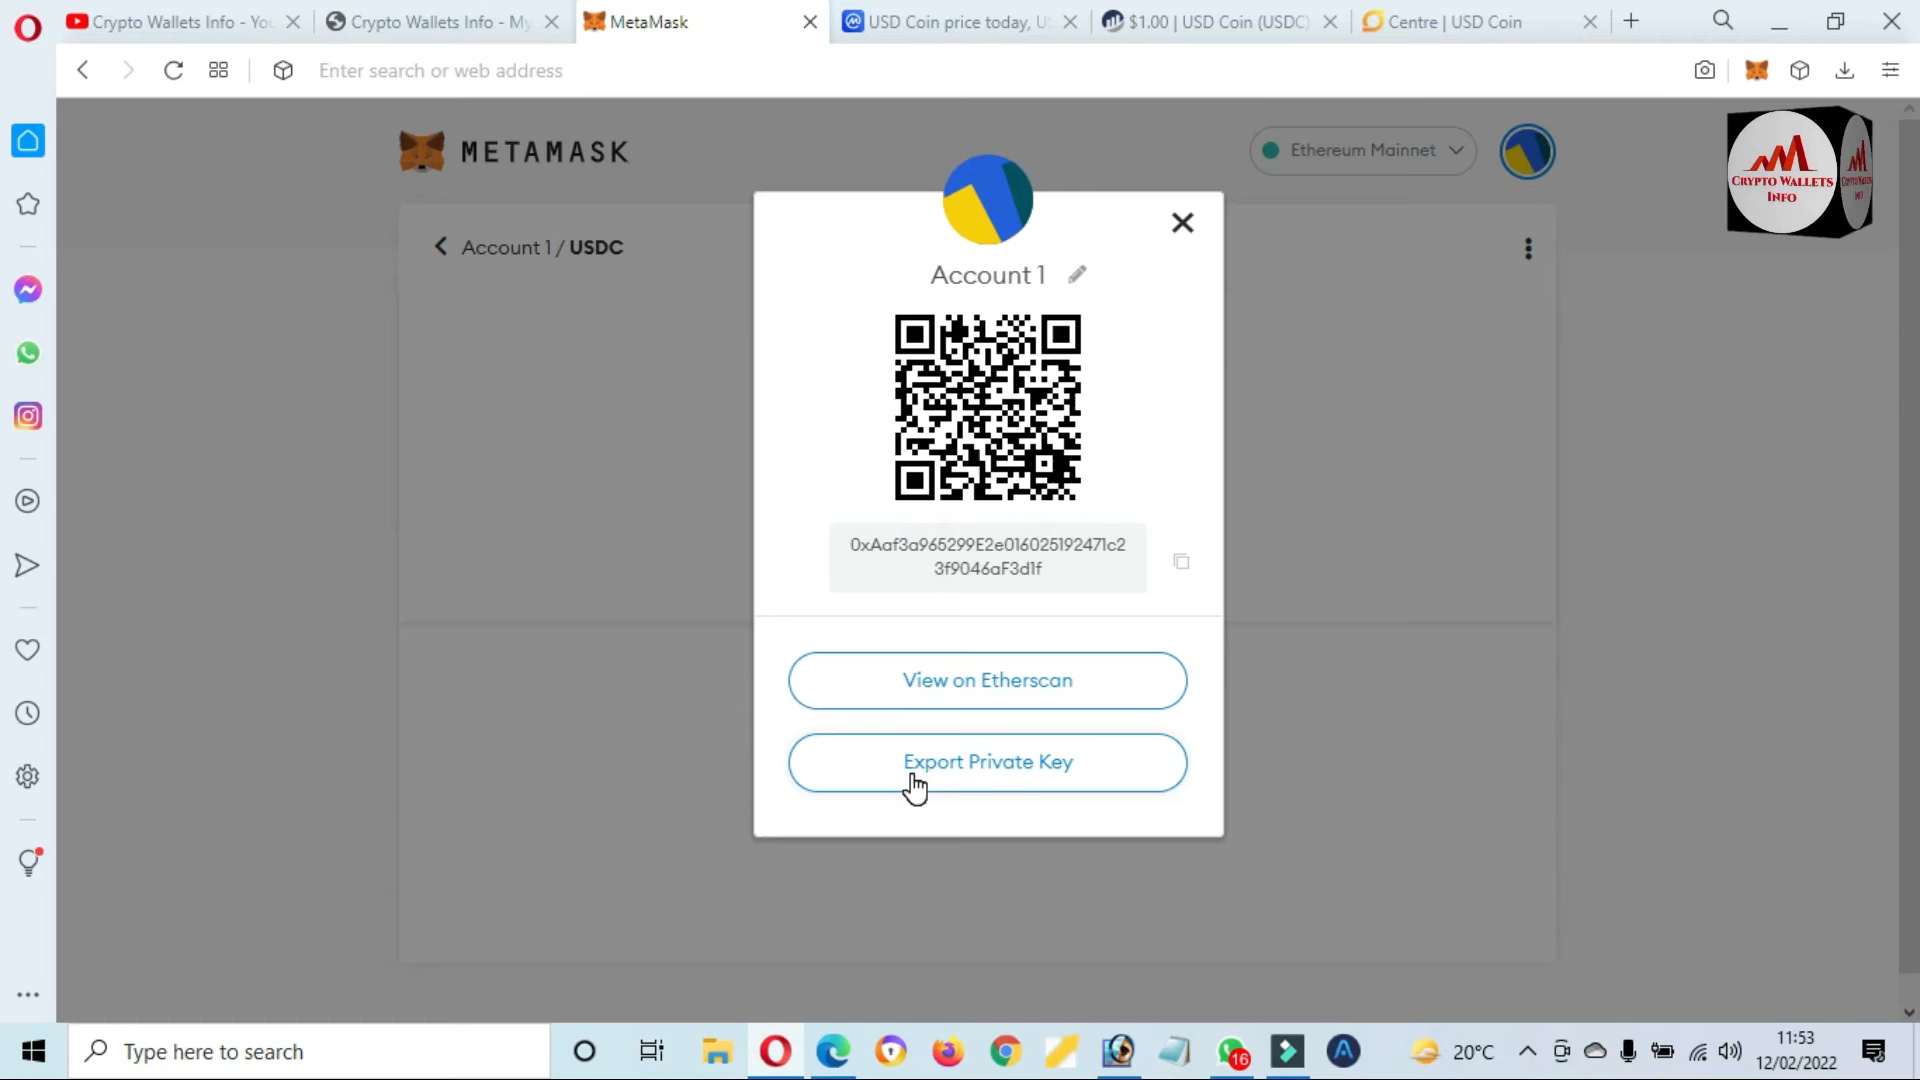 Crypto Wallets Info - You
Crypto Wallets Info - My
MetaMask
USD Coin price today, U
$1.00 | USD Coin (USDC)
Centre | USD Coin
Enter search or web address
METAMASK
Ethereum Mainnet
CRYPTO WALLETS
INFO
Account 1 / USDC
Account 1
0xAaf3a965299E2e016025192471c2
3f9046aF3d1f
View on Etherscan
Export Private Key
Type here to search
16
20°C
11:53
12/02/2022